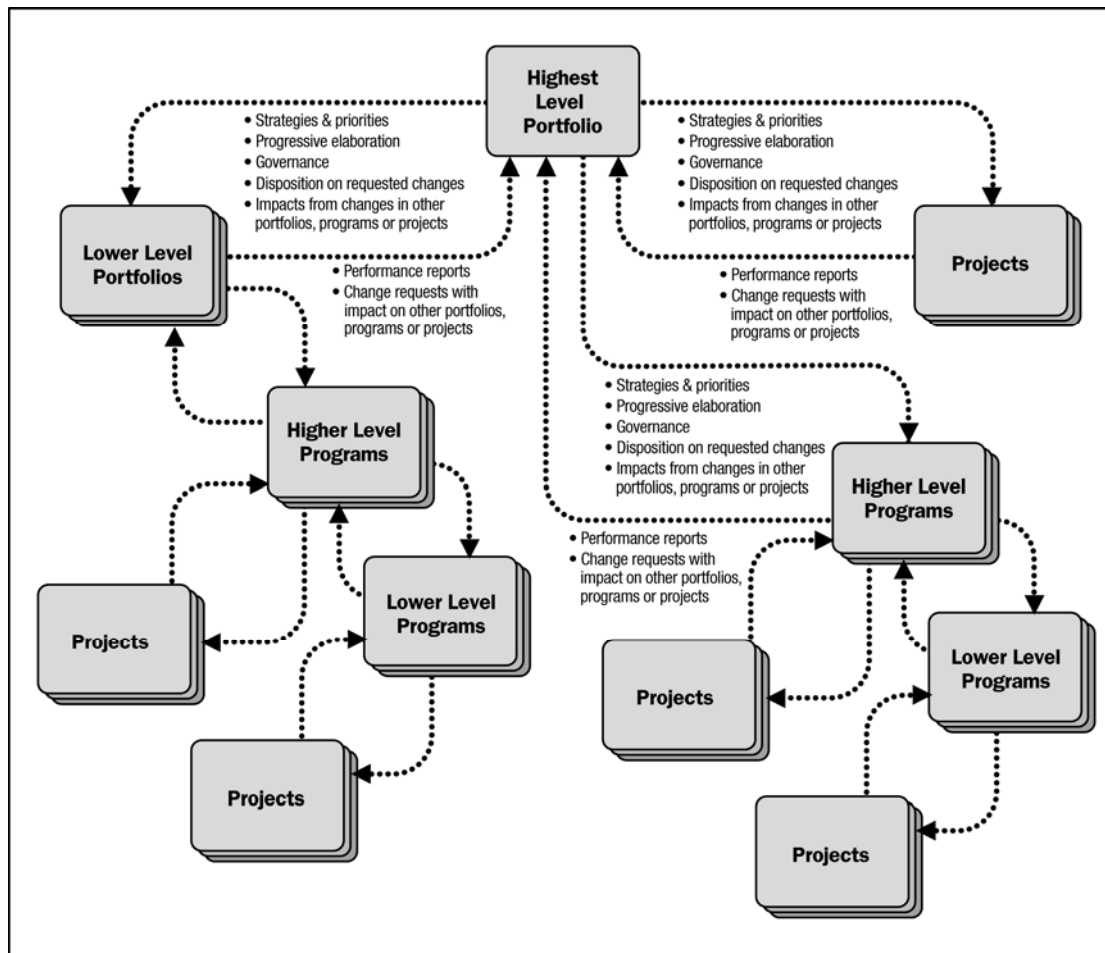 Highest
Level
Portfolio
• Strategies & priorities
• Progressive elaboration
• Governance
• Disposition on requested changes
• Impacts from changes in other
portfolios, programs or projects
• Strategies & priorities
• Progressive elaboration
• Governance
• Disposition on requested changes
• Impacts from changes in other
portfolios, programs or projects
Lower Level
Portfolios
Projects
• Performance reports
• Change requests with
impact on other portfolios,
programs or projects
• Performance reports
• Change requests with
impact on other portfolios,
programs or projects
• Strategies & priorities
• Progressive elaboration
• Governance
• Disposition on requested changes
• Impacts from changes in other
portfolios, programs or projects
Higher Level
Programs
Higher Level
Programs
• Performance reports
• Change requests with
impact on other portfolios,
programs or projects
Lower Level
Programs
Projects
Lower Level
Programs
Projects
Projects
Projects